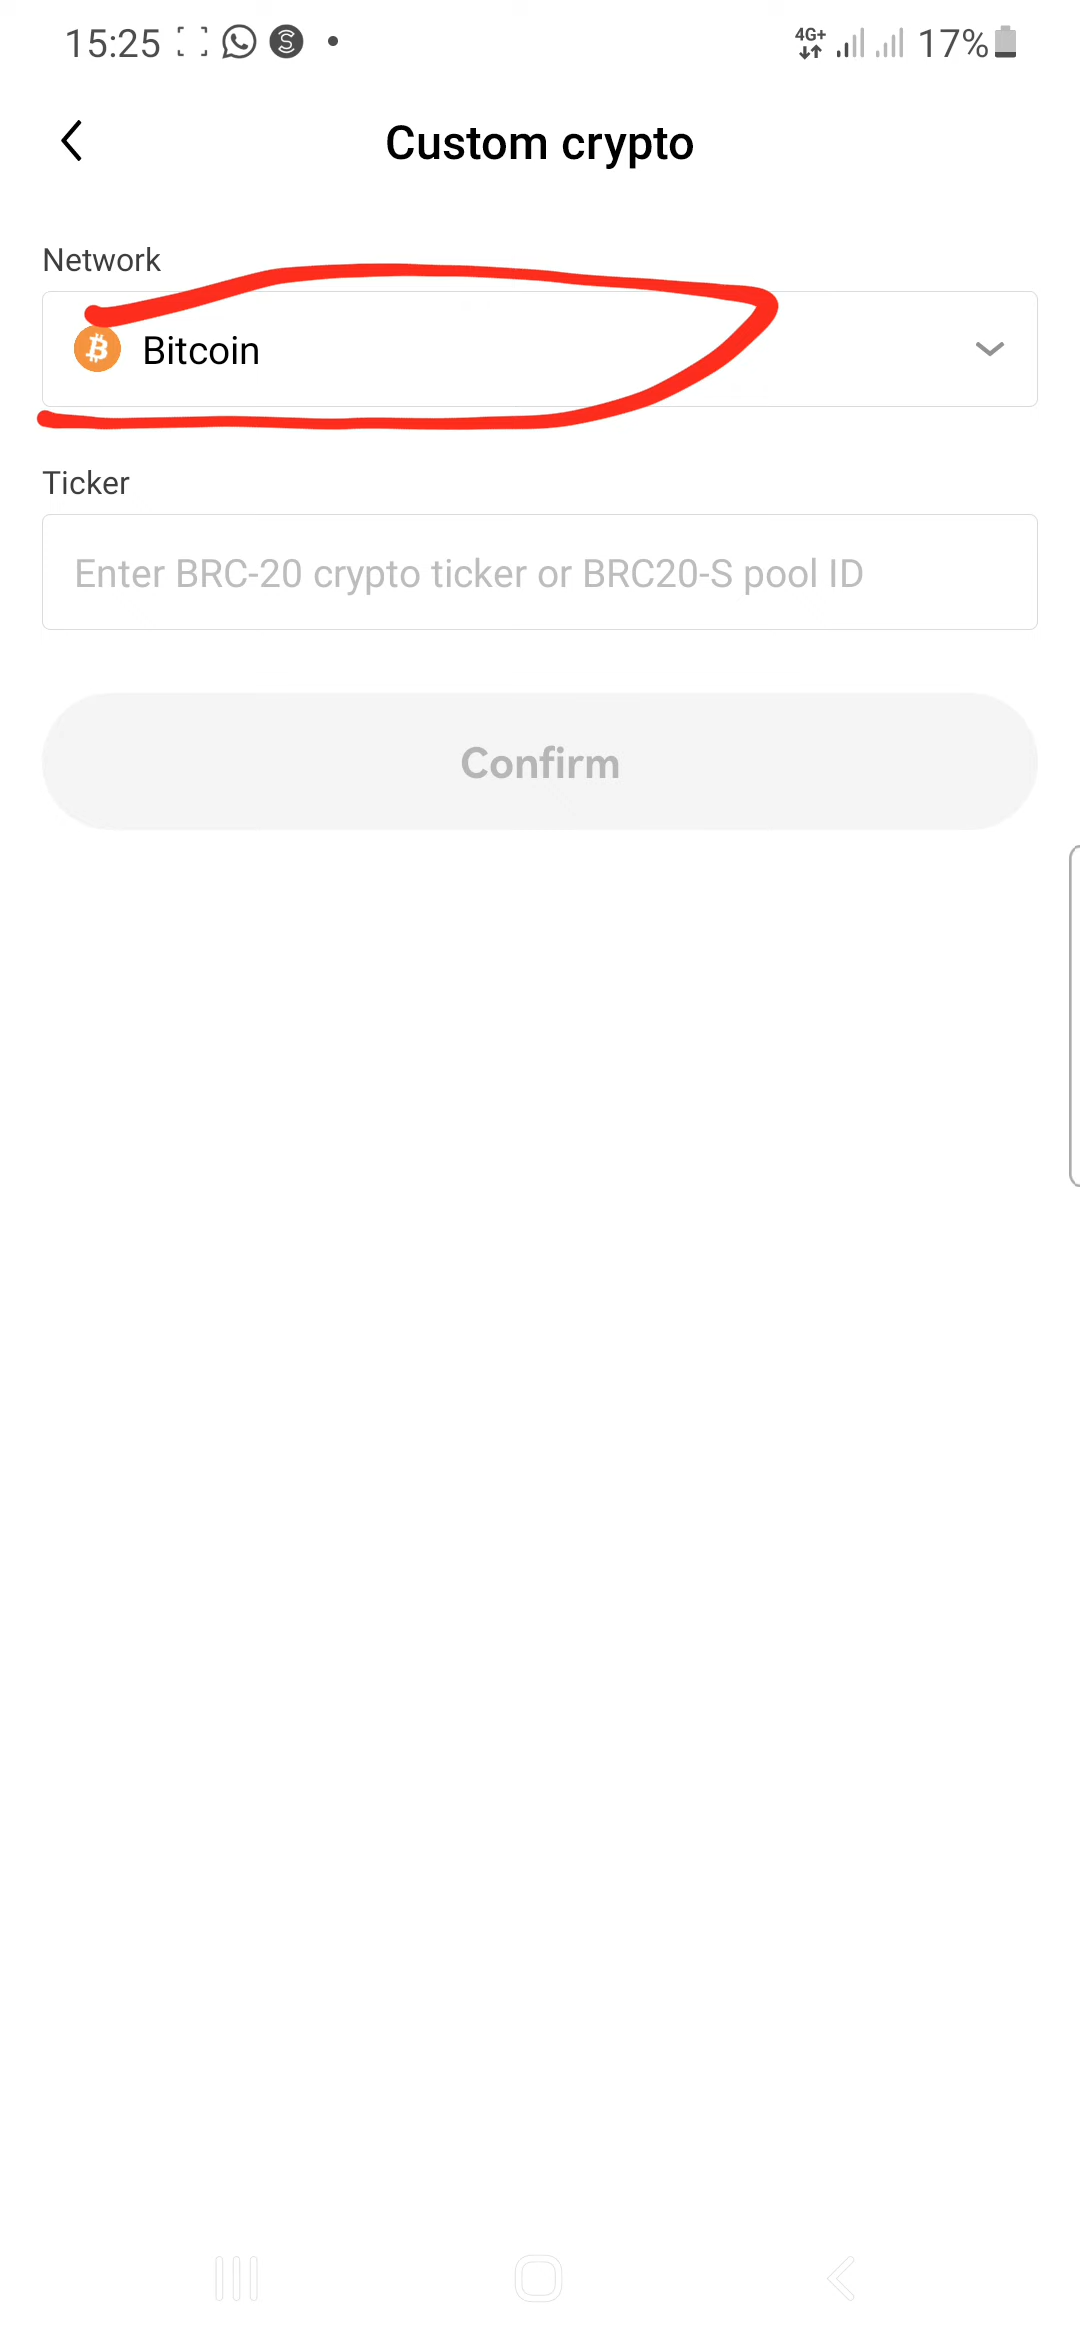 15:25 4G+ 17%
Custom crypto
Network
Bitcoin
Ticker
Enter BRC-20 crypto ticker or BRC20-S pool ID
Confirm